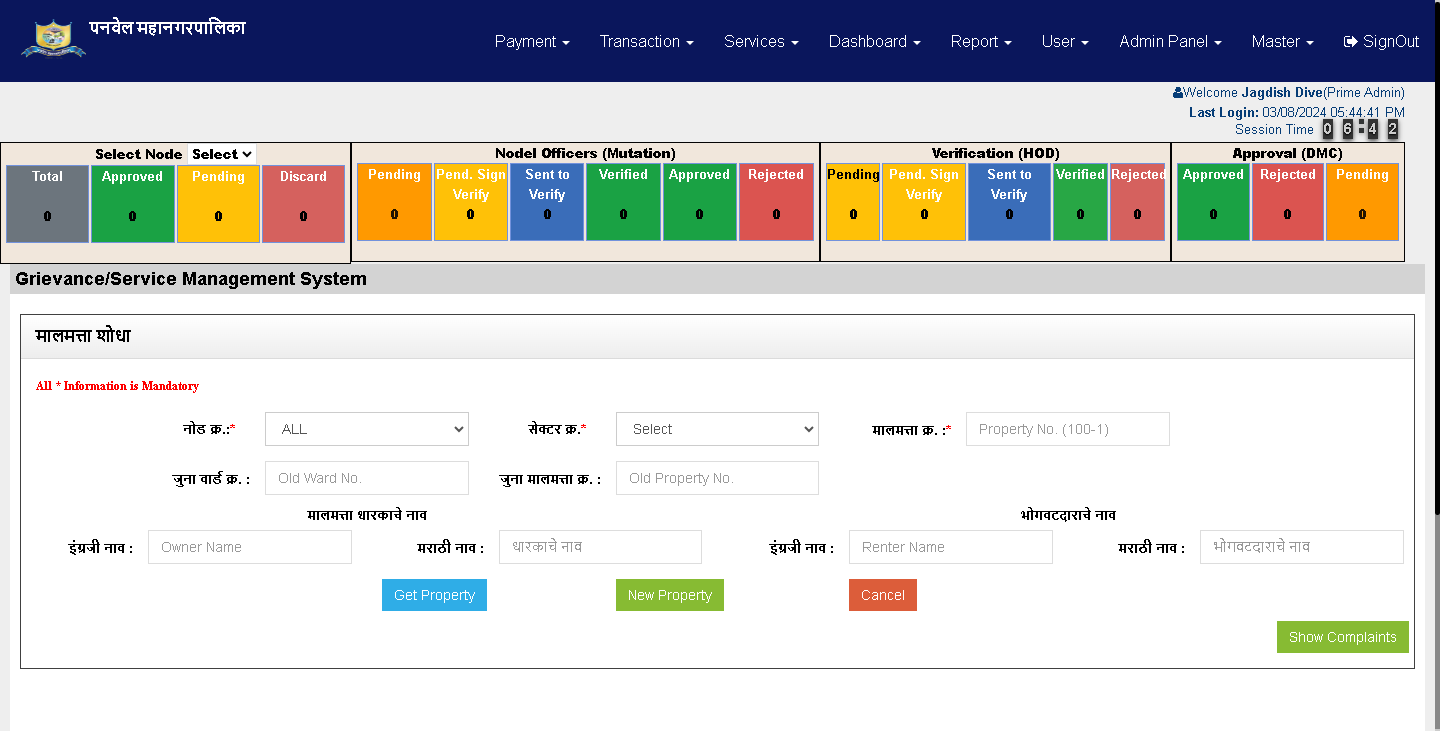 पनवेल महानगरपालिका
Payment Transaction Services Dashboard Report User Admin Panel Master SignOut
Welcome Jagdish Dive(Prime Admin)
Last Login: 03/08/2024 05:44:41 PM
Session Time 0 6 : 4 2
Select Node Select Nodel Officers (Mutation) Verification (HOD) Approval (DMC)
Total Approved Pending Discard Pending Pend. Sign Verify Sent to Verify Verified Approved Rejected Pending Pend. Sign Verify Sent to Verify Verified Rejected Approved Rejected Pending
0 0 0 0 0 0 0 0 0 0 0 0 0 0 0 0 0 0
Grievance/Service Management System
मालमत्ता शोधा
All * Information is Mandatory
नोड क्र.:* ALL सेक्टर क्र.* Select मालमत्ता क्र. :* Property No. (100-1)
जुना वार्ड क्र. : Old Ward No. जुना मालमत्ता क्र. : Old Property No.
मालमत्ता धारकाचे नाव भोगवटदाराचे नाव
इंग्रजी नाव : Owner Name मराठी नाव : धारकाचे नाव इंग्रजी नाव : Renter Name मराठी नाव : भोगवटदाराचे नाव
Get Property New Property Cancel
Show Complaints